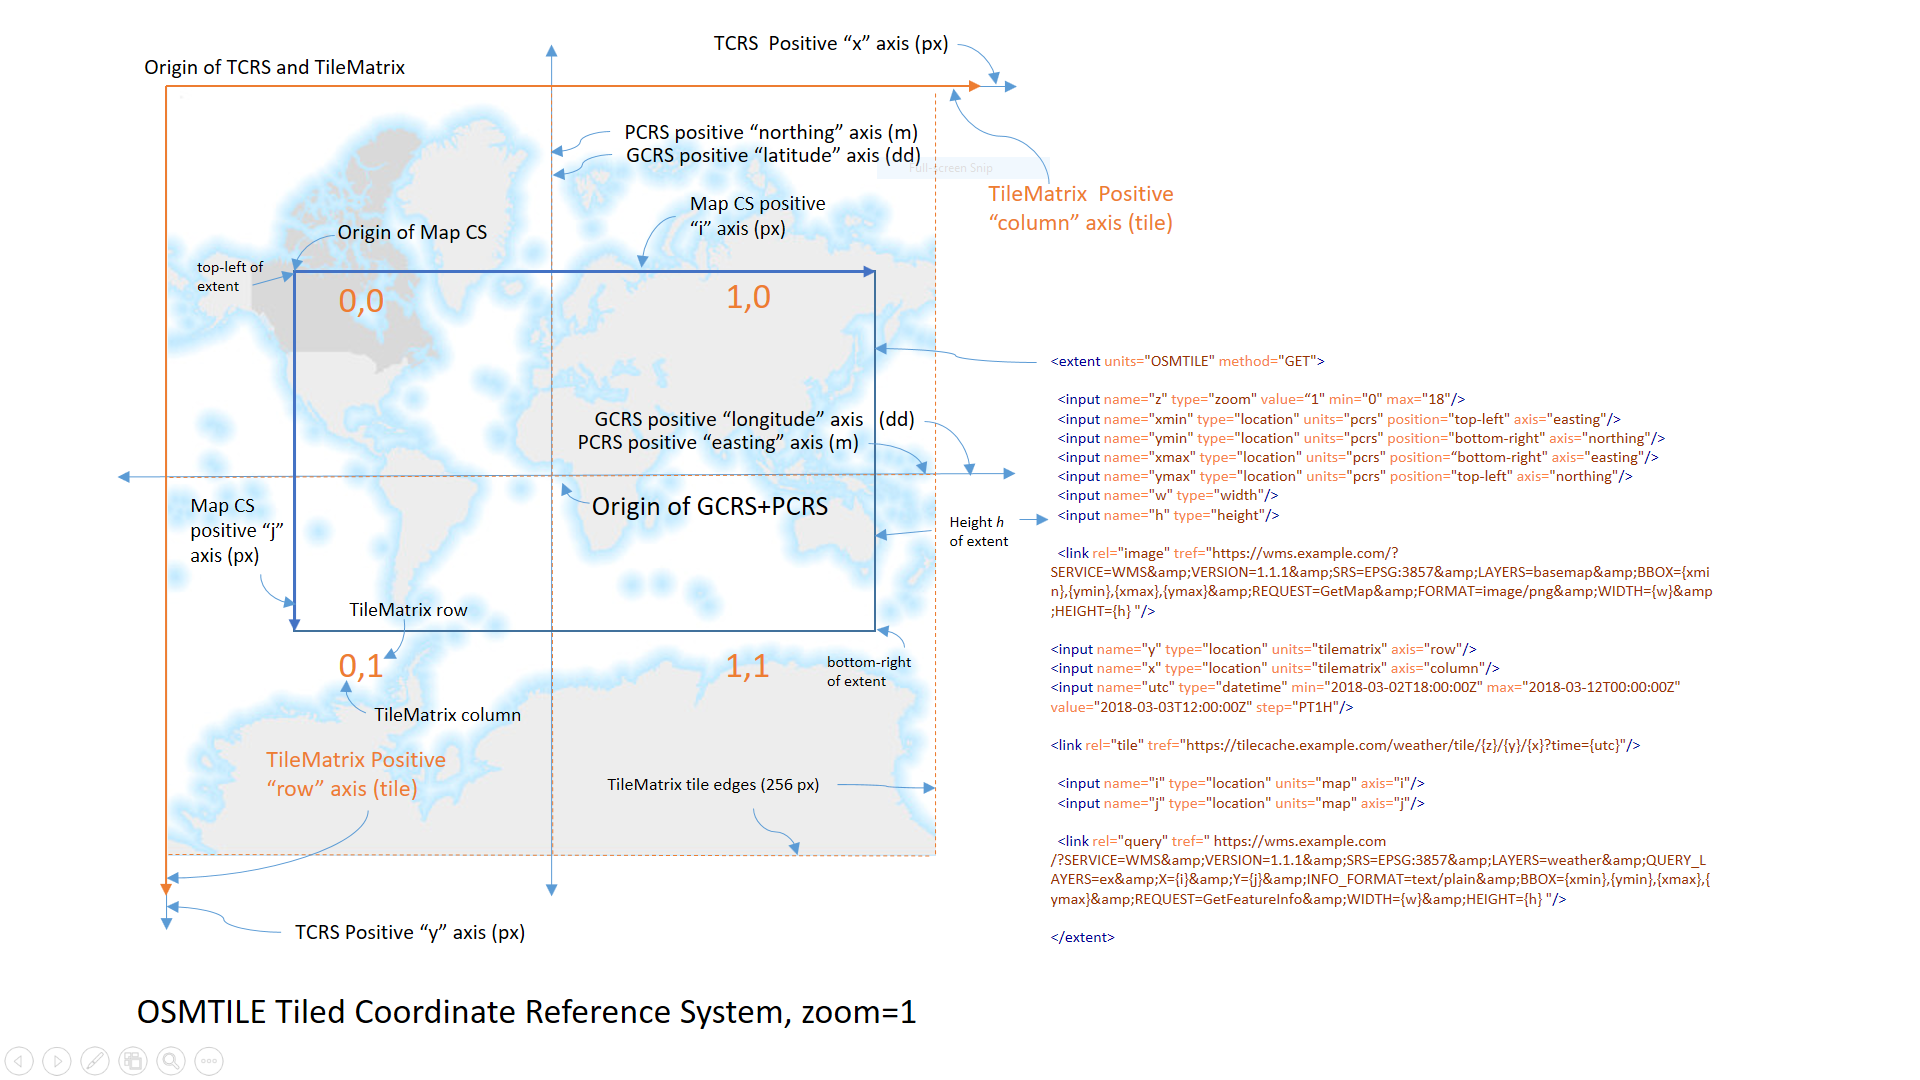 TCRS  Positive “x” axis (px)
Origin of TCRS and TileMatrix
PCRS positive “northing” axis (m)
GCRS positive “latitude” axis (dd)
Full-screen Snip
TileMatrix  Positive
“column” axis (tile)
Map CS positive
“i” axis (px)
Origin of Map CS
top-left of
extent
0,0
1,0
GCRS positive “longitude” axis   (dd)
PCRS positive “easting” axis (m)
Origin of GCRS+PCRS
Map CS
positive “j”
axis (px)
Height h
of extent
TileMatrix row
0,1
1,1
bottom-right
of extent
TileMatrix column
TileMatrix Positive
“row” axis (tile)
TileMatrix tile edges (256 px)
TCRS Positive “y” axis (px)
<extent units="OSMTILE" method="GET">
<input name="z" type="zoom" value=“1" min="0" max="18"/>
<input name="xmin" type="location" units="pcrs" position="top-left" axis="easting"/>
<input name="ymin" type="location" units="pcrs" position="bottom-right" axis="northing"/>
<input name="xmax" type="location" units="pcrs" position=“bottom-right" axis="easting"/>
<input name="ymax" type="location" units="pcrs" position="top-left" axis="northing"/>
<input name="w" type="width"/>
<input name="h" type="height"/>
<link rel="image" tref="https://wms.example.com/?
SERVICE=WMS&amp;VERSION=1.1.1&amp;SRS=EPSG:3857&amp;LAYERS=basemap&amp;BBOX={xmi
n},{ymin},{xmax},{ymax}&amp;REQUEST=GetMap&amp;FORMAT=image/png&amp;WIDTH={w}&amp
;HEIGHT={h} "/>
<input name="y" type="location" units="tilematrix" axis="row"/>
<input name="x" type="location" units="tilematrix" axis="column"/>
<input name="utc" type="datetime" min="2018-03-02T18:00:00Z" max="2018-03-12T00:00:00Z"
value="2018-03-03T12:00:00Z" step="PT1H"/>
<link rel="tile" tref="https://tilecache.example.com/weather/tile/{z}/{y}/{x}?time={utc}"/>
<input name="i" type="location" units="map" axis="i"/>
<input name="j" type="location" units="map" axis="j"/>
<link rel="query" tref=" https://wms.example.com
/?SERVICE=WMS&amp;VERSION=1.1.1&amp;SRS=EPSG:3857&amp;LAYERS=weather&amp;QUERY_L
AYERS=ex&amp;X={i}&amp;Y={j}&amp;INFO_FORMAT=text/plain&amp;BBOX={xmin},{ymin},{xmax},{
ymax}&amp;REQUEST=GetFeatureInfo&amp;WIDTH={w}&amp;HEIGHT={h} "/>
</extent>
OSMTILE Tiled Coordinate Reference System, zoom=1